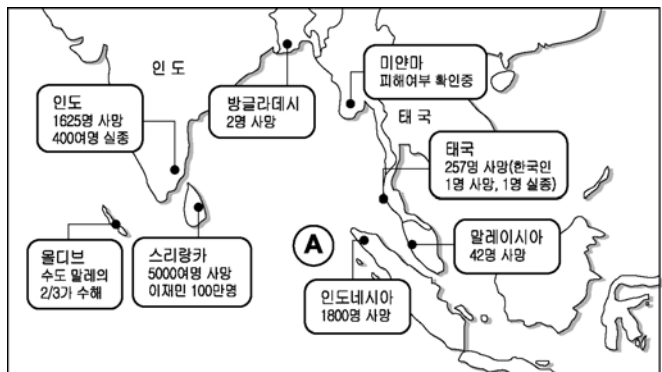 인 도
인도
1625명 사망
400여명 실종
방글라데시
2명 사망
미얀마
피해여부 확인중
태 국
태국
257명 사망(한국인
1명 사망, 1명 실종)
몰디브
수도 말레의
2/3가 수해
스리랑카
5000여명 사망
이재민 100만명
A
말레이시아
42명 사망
인도네시아
1800명 사망